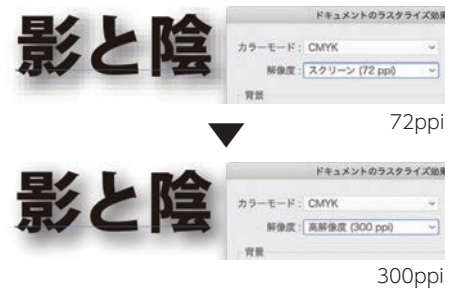 影と陰
ドキュメントのラスタライズ効果
カラーモード： CMYK
解像度： スクリーン (72 ppi)
背景
72ppi
影と陰
ドキュメントのラスタライズ効果
カラーモード： CMYK
解像度： 高解像度 (300 ppi)
背景
300ppi